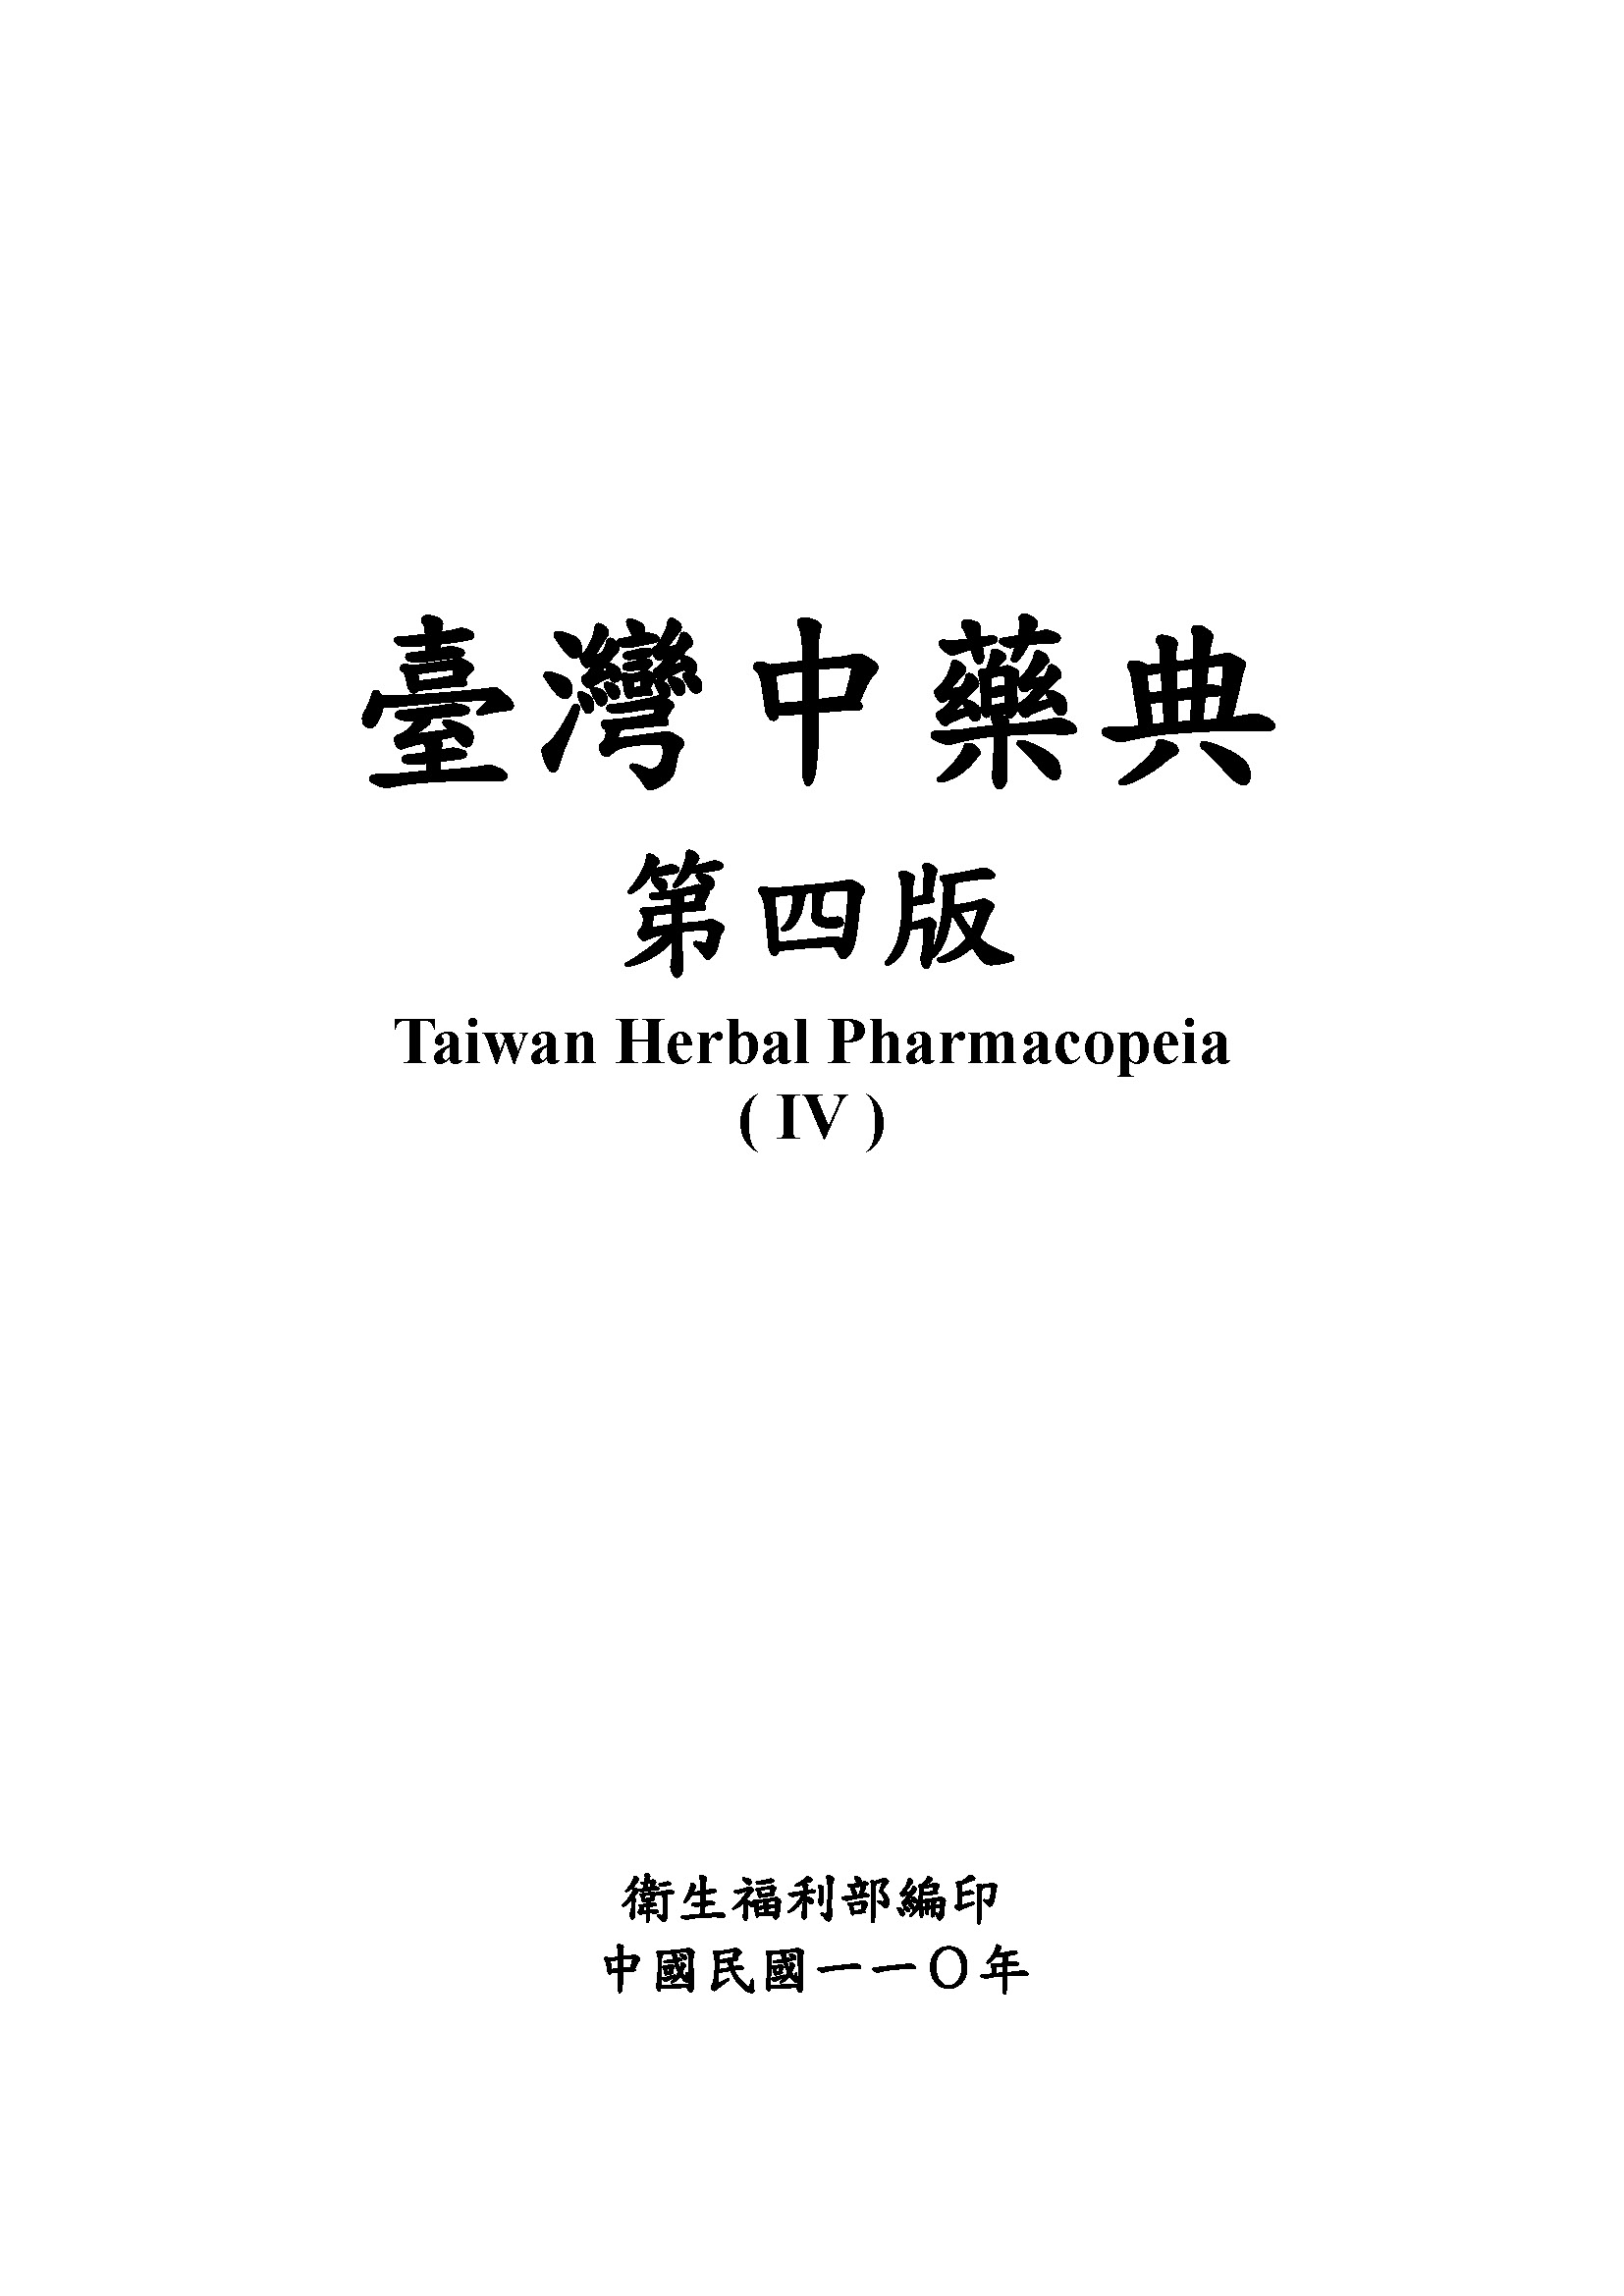 臺灣中藥典
第四版
Taiwan Herbal Pharmacopeia
( IV )
衛生福利部編印
中國民國一一〇年